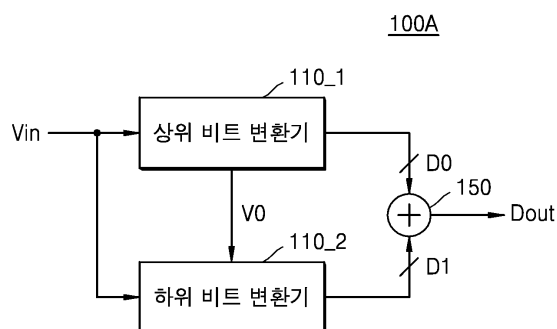 100A
110_1
Vin
상위 비트 변환기
D0
150
+
Dout
V0
110_2
D1
하위 비트 변환기